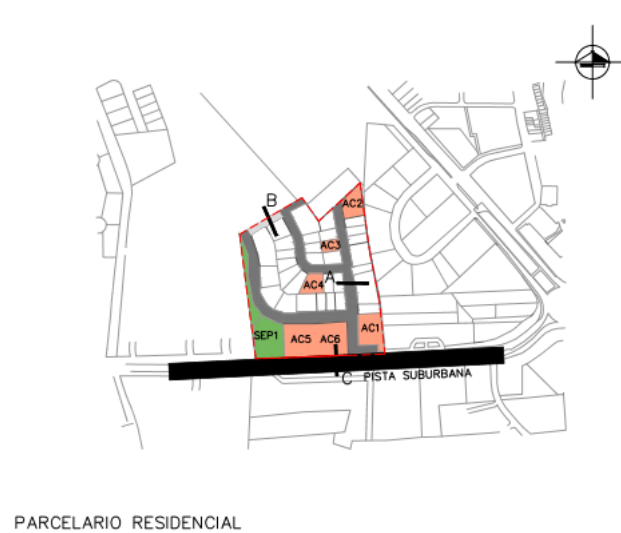 B
AC2
AC3
A
AC4
SEP1
AC5
AC6
AC1
C
PISTA SUBURBANA
PARCELARIO RESIDENCIAL